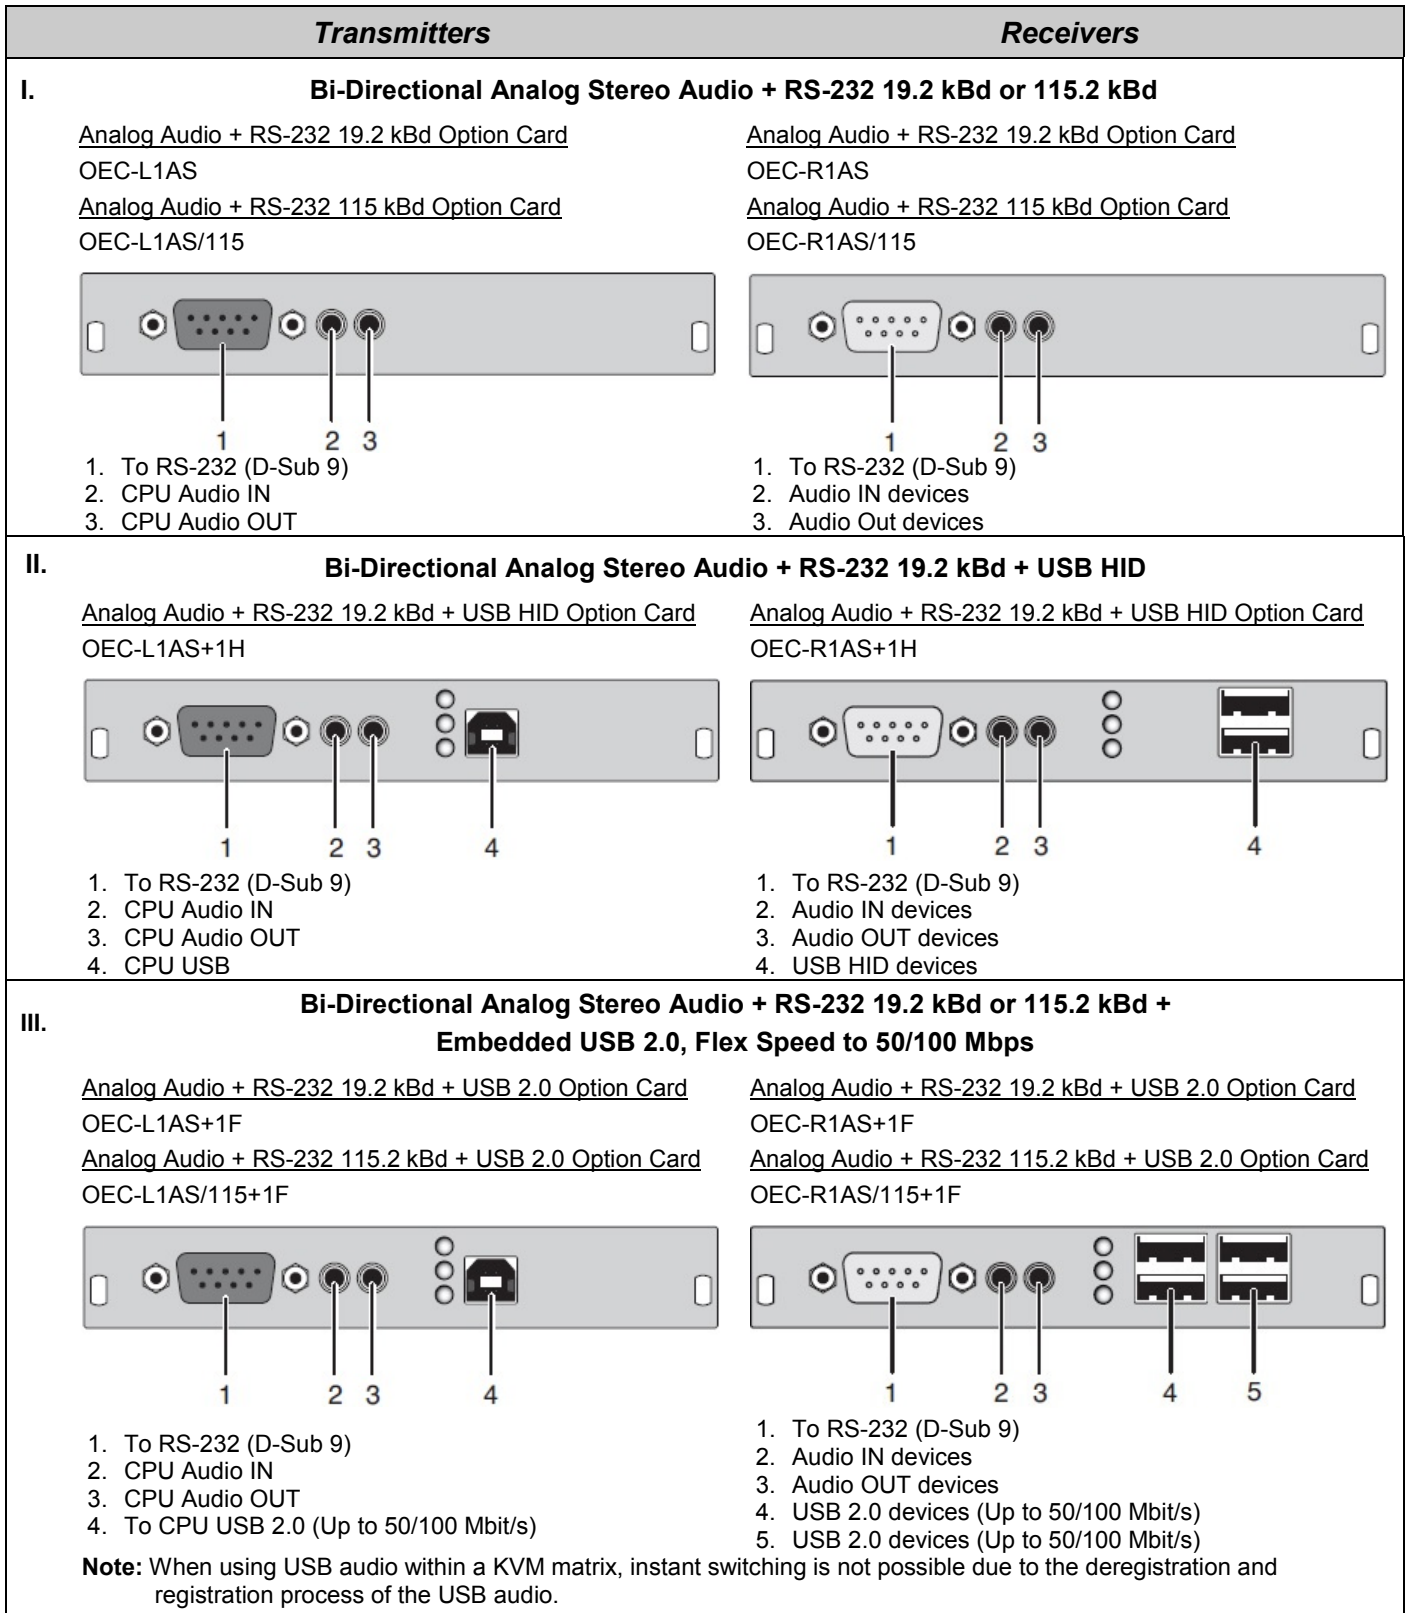 Transmitters Receivers
I. Bi-Directional Analog Stereo Audio + RS-232 19.2 kBd or 115.2 kBd
Analog Audio + RS-232 19.2 kBd Option Card
OEC-L1AS
Analog Audio + RS-232 115 kBd Option Card
OEC-L1AS/115
1 2 3
1. To RS-232 (D-Sub 9)
2. CPU Audio IN
3. CPU Audio OUT
Analog Audio + RS-232 19.2 kBd Option Card
OEC-R1AS
Analog Audio + RS-232 115 kBd Option Card
OEC-R1AS/115
1 2 3
1. To RS-232 (D-Sub 9)
2. Audio IN devices
3. Audio Out devices
II. Bi-Directional Analog Stereo Audio + RS-232 19.2 kBd + USB HID
Analog Audio + RS-232 19.2 kBd + USB HID Option Card
OEC-L1AS+1H
1 2 3 4
1. To RS-232 (D-Sub 9)
2. CPU Audio IN
3. CPU Audio OUT
4. CPU USB
Analog Audio + RS-232 19.2 kBd + USB HID Option Card
OEC-R1AS+1H
1 2 3 4
1. To RS-232 (D-Sub 9)
2. Audio IN devices
3. Audio OUT devices
4. USB HID devices
III. Bi-Directional Analog Stereo Audio + RS-232 19.2 kBd or 115.2 kBd +
Embedded USB 2.0, Flex Speed to 50/100 Mbps
Analog Audio + RS-232 19.2 kBd + USB 2.0 Option Card
OEC-L1AS+1F
Analog Audio + RS-232 115.2 kBd + USB 2.0 Option Card
OEC-L1AS/115+1F
1 2 3 4
1. To RS-232 (D-Sub 9)
2. CPU Audio IN
3. CPU Audio OUT
4. To CPU USB 2.0 (Up to 50/100 Mbit/s)
Analog Audio + RS-232 19.2 kBd + USB 2.0 Option Card
OEC-R1AS+1F
Analog Audio + RS-232 115.2 kBd + USB 2.0 Option Card
OEC-R1AS/115+1F
1 2 3 4 5
1. To RS-232 (D-Sub 9)
2. Audio IN devices
3. Audio OUT devices
4. USB 2.0 devices (Up to 50/100 Mbit/s)
5. USB 2.0 devices (Up to 50/100 Mbit/s)
Note: When using USB audio within a KVM matrix, instant switching is not possible due to the deregistration and
registration process of the USB audio.